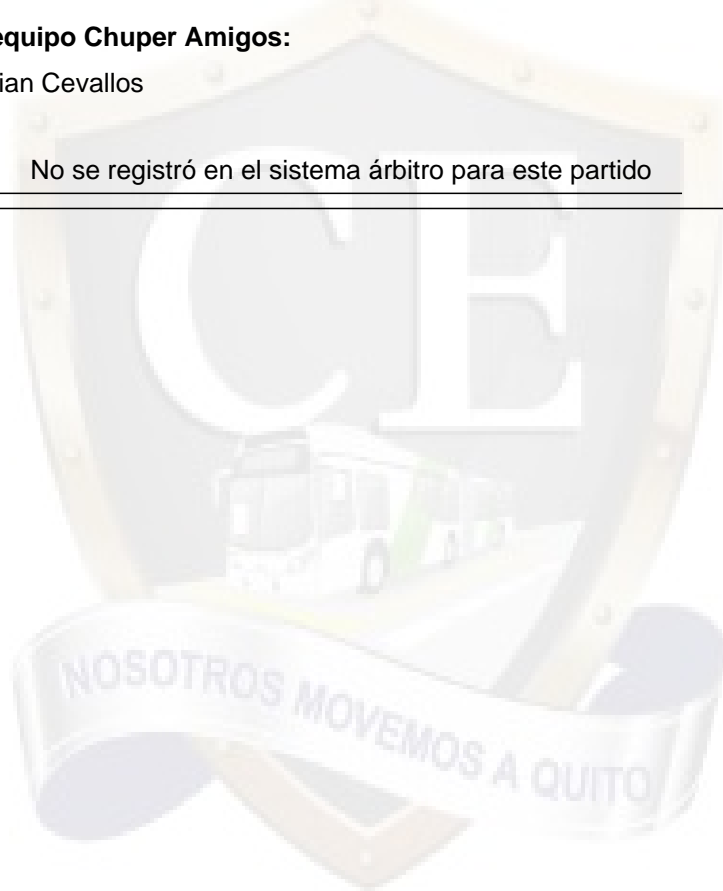 equipo Chuper Amigos:
ian Cevallos
No se registró en el sistema árbitro para este partido
CE
NOSOTROS MOVEMOS A QUITO